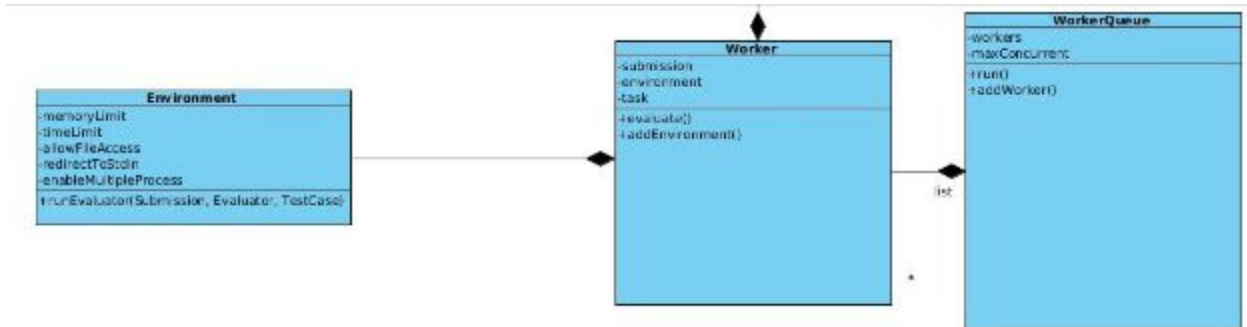 Environment
-memoryLimit
-timeLimit
-allowFileAccess
-redirectToStdin
-enableMultipleProcess
+runEvaluator(Submission, Evaluator, TestCase)
Worker
-submission
-environment
-task
+evaluate()
+addEnvironment()
list
*
WorkerQueue
-workers
-maxConcurrent
+run()
+addWorker()